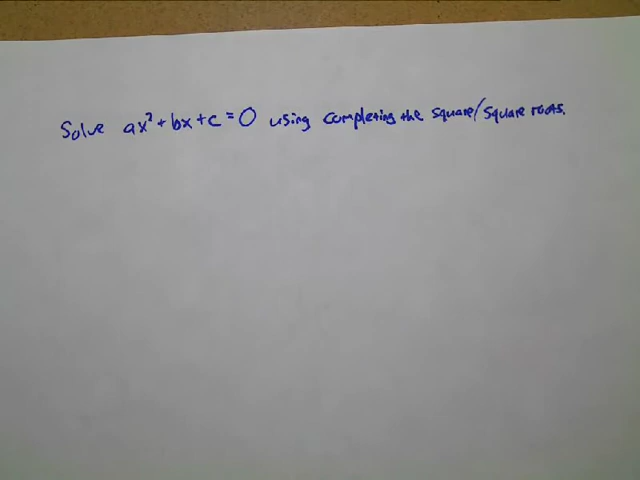 Solve ax²+bx+c=0 using completing the square/square roots.